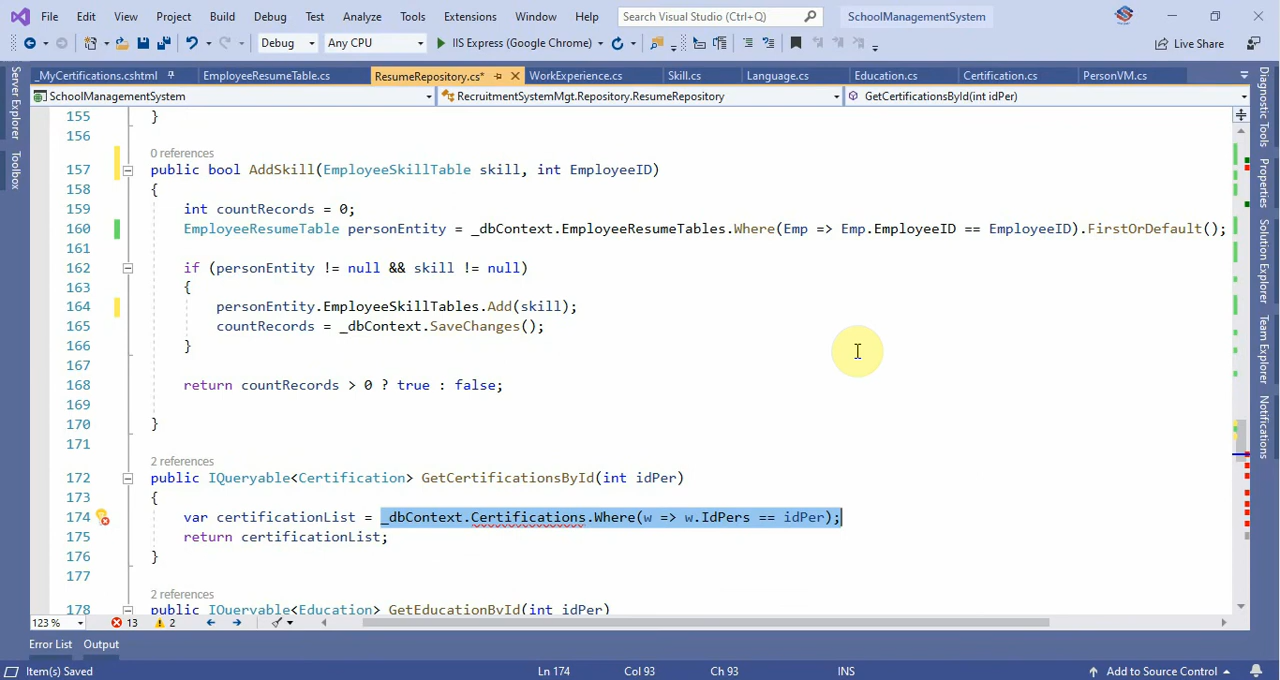 File Edit View Project Build Debug Test Analyze Tools Extensions Window Help Search Visual Studio (Ctrl+Q) SchoolManagementSystem
Debug Any CPU IIS Express (Google Chrome) Live Share
_MyCertifications.cshtml EmployeeResumeTable.cs ResumeRepository.cs* WorkExperience.cs Skill.cs Language.cs Education.cs Certification.cs PersonVM.cs
SchoolManagementSystem RecruitmentSystemMgt.Repository.ResumeRepository GetCertificationsById(int idPer)
Server Explorer
Toolbox
155 }
156
0 references
157 public bool AddSkill(EmployeeSkillTable skill, int EmployeeID)
158 {
159 int countRecords = 0;
160 EmployeeResumeTable personEntity = _dbContext.EmployeeResumeTables.Where(Emp => Emp.EmployeeID == EmployeeID).FirstOrDefault();
161
162 if (personEntity != null && skill != null)
163 {
164 personEntity.EmployeeSkillTables.Add(skill);
165 countRecords = _dbContext.SaveChanges();
166 }
167
168 return countRecords > 0 ? true : false;
169
170 }
171
2 references
172 public IQueryable<Certification> GetCertificationsById(int idPer)
173 {
174 var certificationList = _dbContext.Certifications.Where(w => w.IdPers == idPer);
175 return certificationList;
176 }
177
2 references
178 public IQueryable<Education> GetEducationById(int idPer)
Diagnostic Tools
Properties
Solution Explorer
Team Explorer
Notifications
123 % 13 2
Error List Output
Item(s) Saved Ln 174 Col 93 Ch 93 INS Add to Source Control